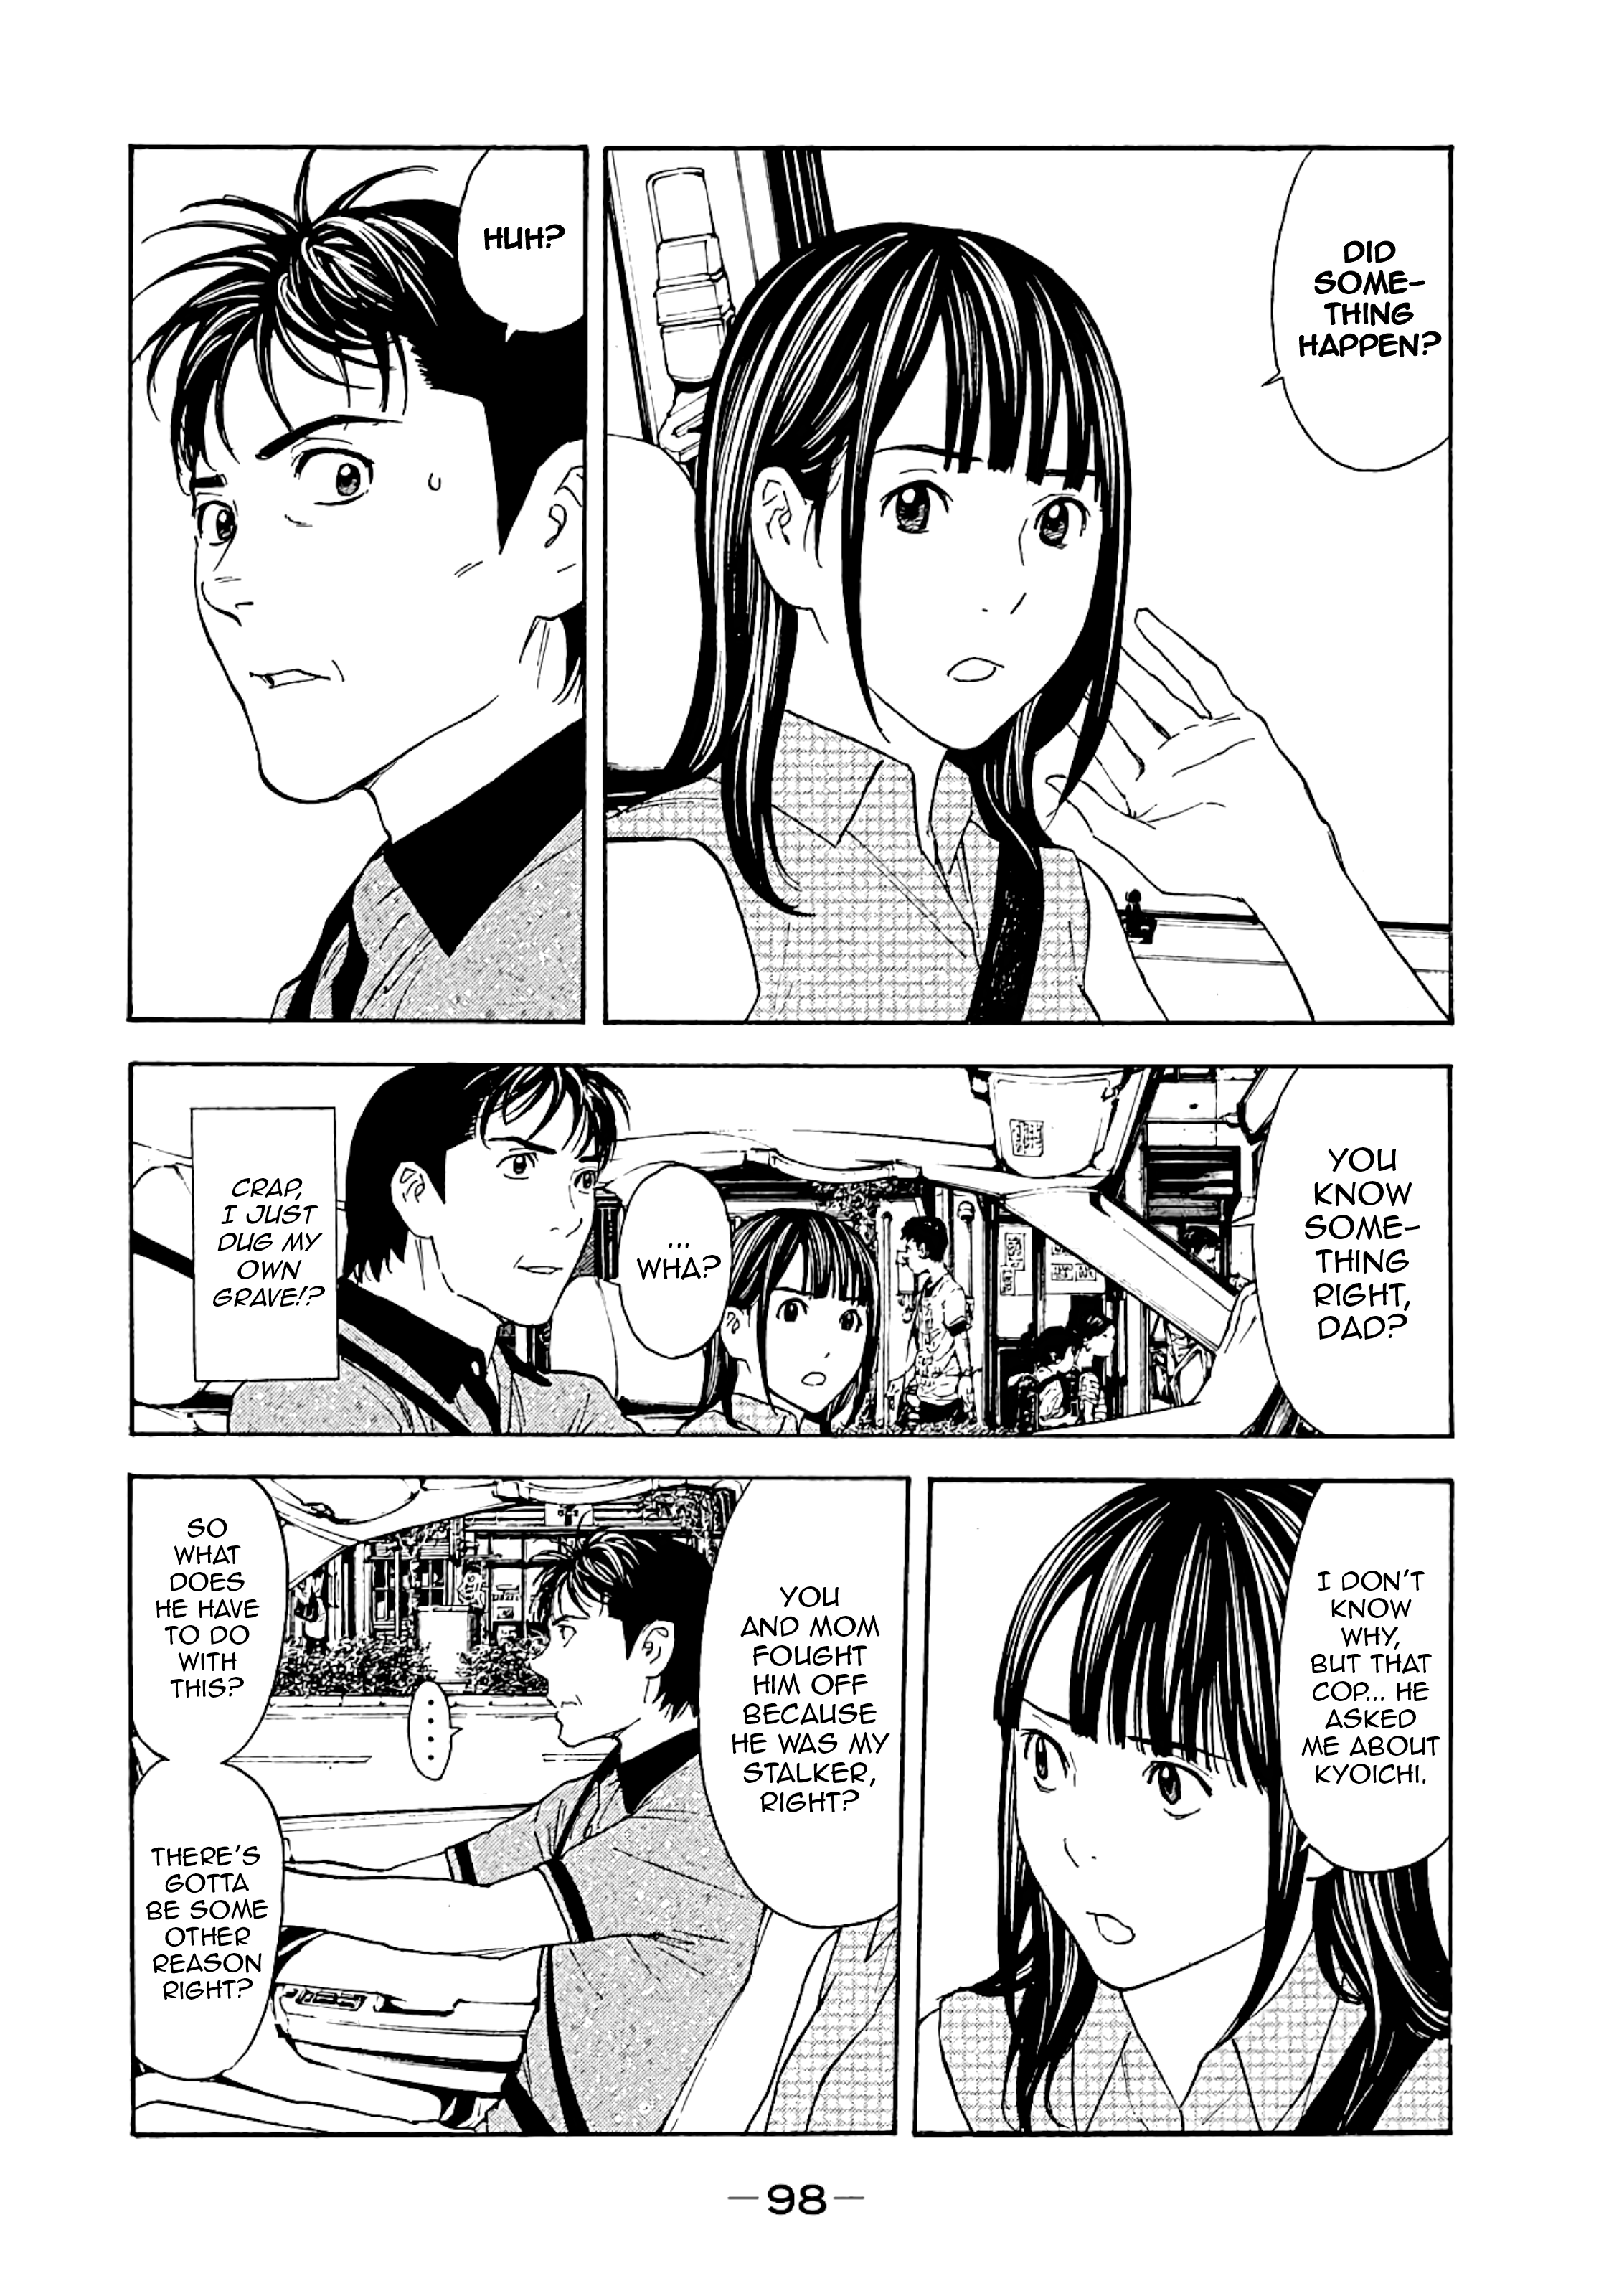 DID
SOME-
THING
HAPPEN?
HUH?
YOU
KNOW
SOME-
THING
RIGHT,
DAD?
...
WHA?
CRAP,
I JUST
DUG MY
OWN
GRAVE!?
I DON'T
KNOW
WHY,
BUT THAT
COP... HE
ASKED
ME ABOUT
KYOICHI.
YOU
AND MOM
FOUGHT
HIM OFF
BECAUSE
HE WAS MY
STALKER,
RIGHT?
....
SO
WHAT
DOES
HE HAVE
TO DO
WITH
THIS?
THERE'S
GOTTA
BE SOME
OTHER
REASON
RIGHT?
—98—